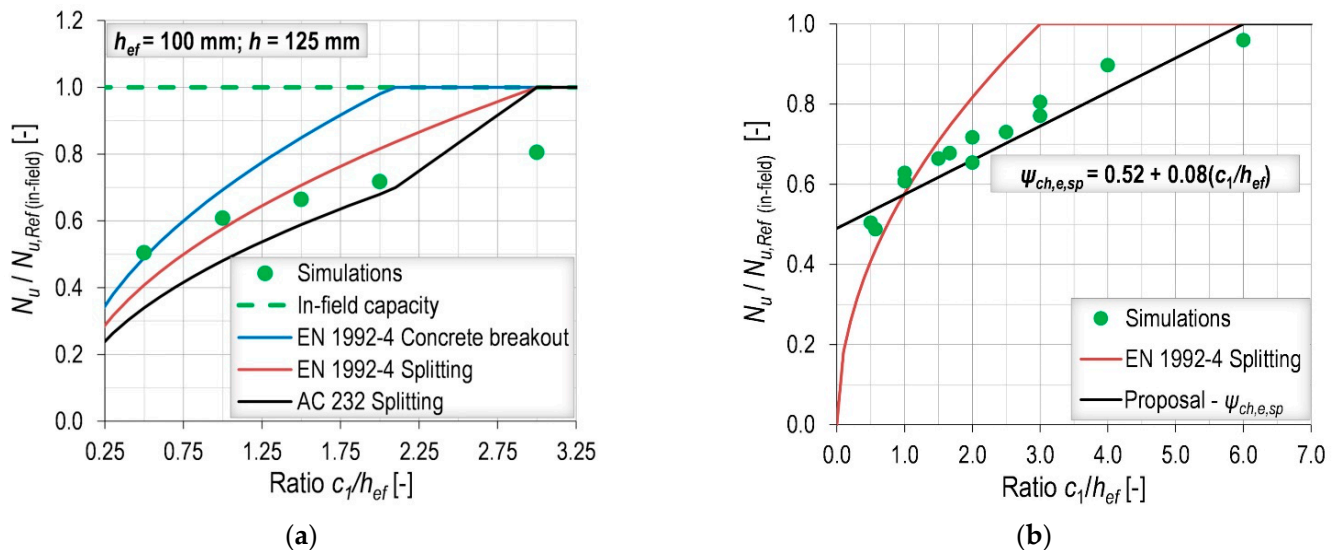 h_ef = 100 mm; h = 125 mm
N_u / N_u,Ref (in-field) [-]
1.2
1.0
0.8
0.6
0.4
0.2
0.0
Simulations
In-field capacity
EN 1992-4 Concrete breakout
EN 1992-4 Splitting
AC 232 Splitting
0.25 0.75 1.25 1.75 2.25 2.75 3.25
Ratio c_1/h_ef [-]
(a)
N_u / N_u,Ref (in-field) [-]
1.0
0.8
0.6
0.4
0.2
0.0
ψ_ch,e,sp = 0.52 + 0.08(c_1/h_ef)
Simulations
EN 1992-4 Splitting
Proposal - ψ_ch,e,sp
0.0 1.0 2.0 3.0 4.0 5.0 6.0 7.0
Ratio c_1/h_ef [-]
(b)